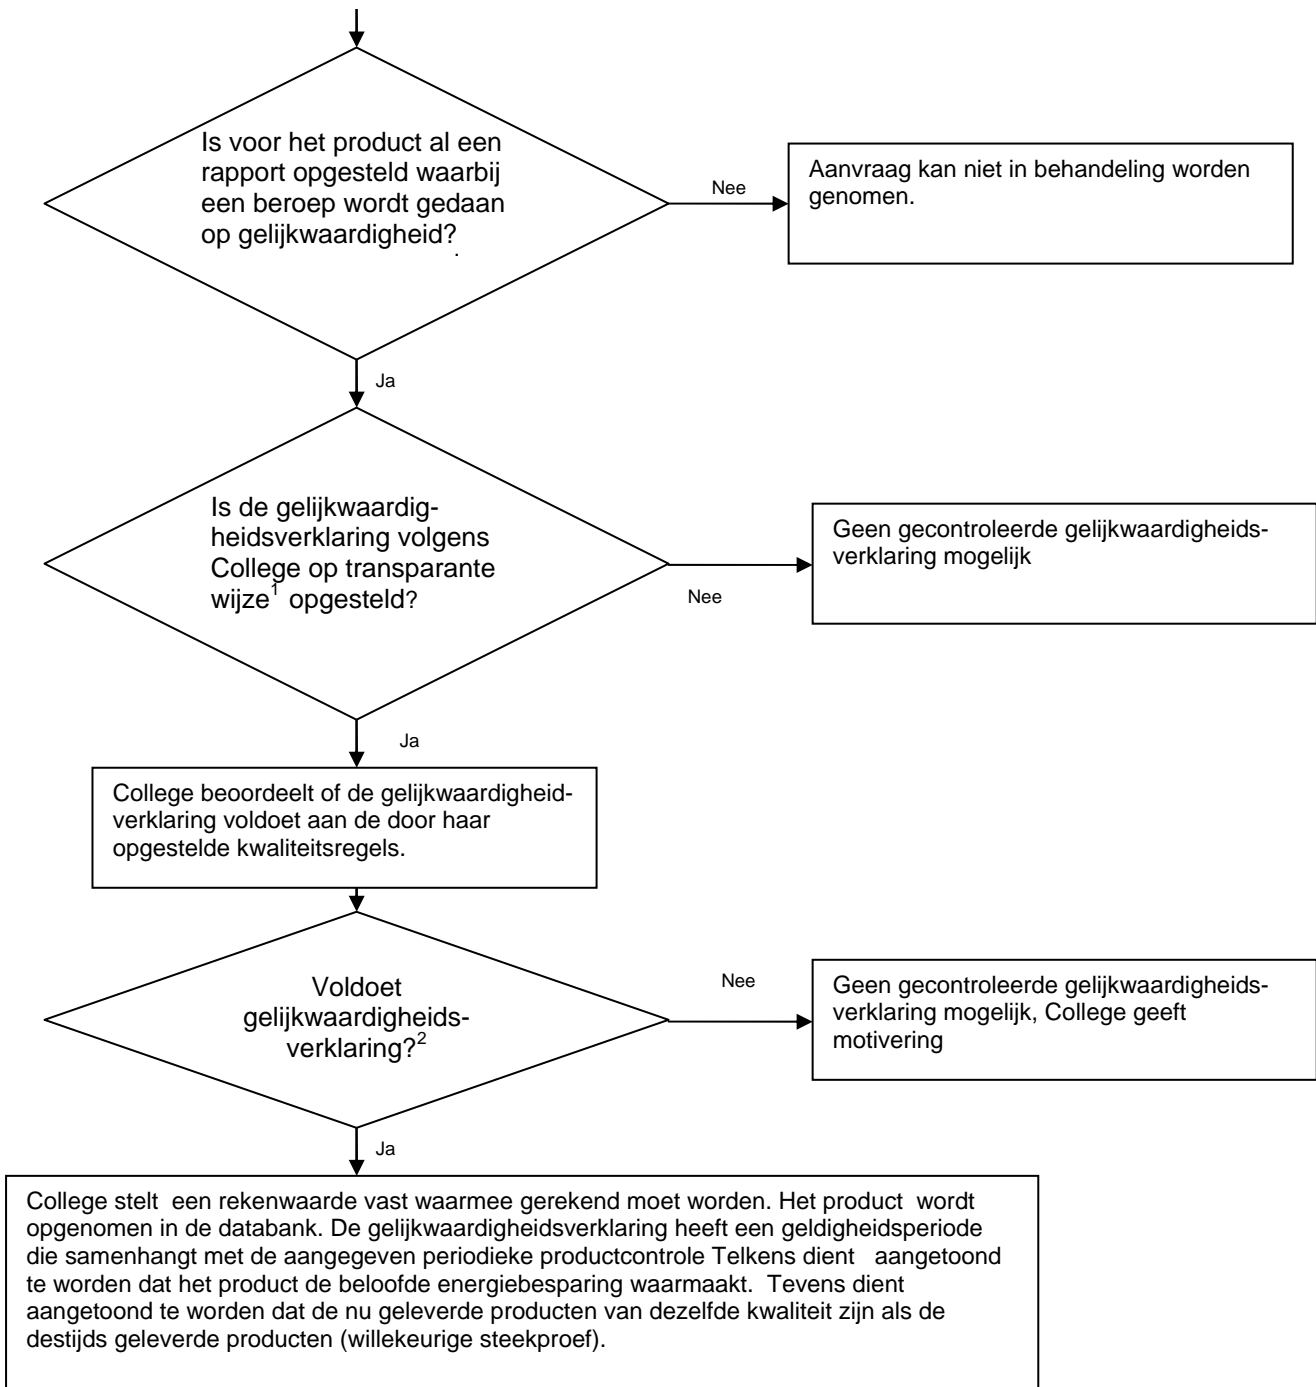 Is voor het product al een
rapport opgesteld waarbij
een beroep wordt gedaan
op gelijkwaardigheid?
.
Nee
Aanvraag kan niet in behandeling worden
genomen.
Ja
Is de gelijkwaardig-
heidsverklaring volgens
College op transparante
wijze¹ opgesteld?
Nee
Geen gecontroleerde gelijkwaardigheids-
verklaring mogelijk
Ja
College beoordeelt of de gelijkwaardigheid-
verklaring voldoet aan de door haar
opgestelde kwaliteitsregels.
Voldoet
gelijkwaardigheids-
verklaring?²
Nee
Geen gecontroleerde gelijkwaardigheids-
verklaring mogelijk, College geeft
motivering
Ja
College stelt  een rekenwaarde vast waarmee gerekend moet worden. Het product  wordt
opgenomen in de databank. De gelijkwaardigheidsverklaring heeft een geldigheidsperiode
die samenhangt met de aangegeven periodieke productcontrole Telkens dient   aangetoond
te worden dat het product de beloofde energiebesparing waarmaakt.  Tevens dient
aangetoond te worden dat de nu geleverde producten van dezelfde kwaliteit zijn als de
destijds geleverde producten (willekeurige steekproef).